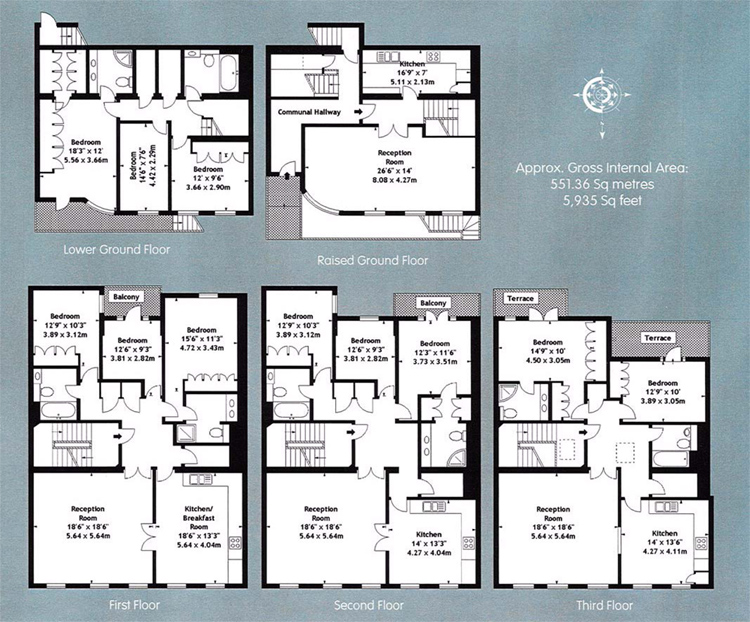 Bedroom
18'3" x 12'
5.56 x 3.66m
Bedroom
14'6" x 7'6"
4.42 x 2.29m
Bedroom
12' x 9'6"
3.66 x 2.90m
Lower Ground Floor
Kitchen
16'9" x 7'
5.11 x 2.13m
Communal Hallway
Reception
Room
26'6" x 14'
8.08 x 4.27m
Raised Ground Floor
Approx. Gross Internal Area:
551.36 Sq metres
5,935 Sq feet
Bedroom
12'9" x 10'3"
3.89 x 3.12m
Balcony
Bedroom
12'6" x 9'3"
3.81 x 2.82m
Bedroom
15'6" x 11'3"
4.72 x 3.43m
Reception
Room
18'6" x 18'6"
5.64 x 5.64m
Kitchen/
Breakfast
Room
18'6" x 13'3"
5.64 x 4.04m
First Floor
Bedroom
12'9" x 10'3"
3.89 x 3.12m
Bedroom
12'6" x 9'3"
3.81 x 2.82m
Balcony
Bedroom
12'3" x 11'6"
3.73 x 3.51m
Reception
Room
18'6" x 18'6"
5.64 x 5.64m
Kitchen
14' x 13'3"
4.27 x 4.04m
Second Floor
Terrace
Bedroom
14'9" x 10'
4.50 x 3.05m
Terrace
Bedroom
12'9" x 10'
3.89 x 3.05m
Reception
Room
18'6" x 18'6"
5.64 x 5.64m
Kitchen
14' x 13'6"
4.27 x 4.11m
Third Floor